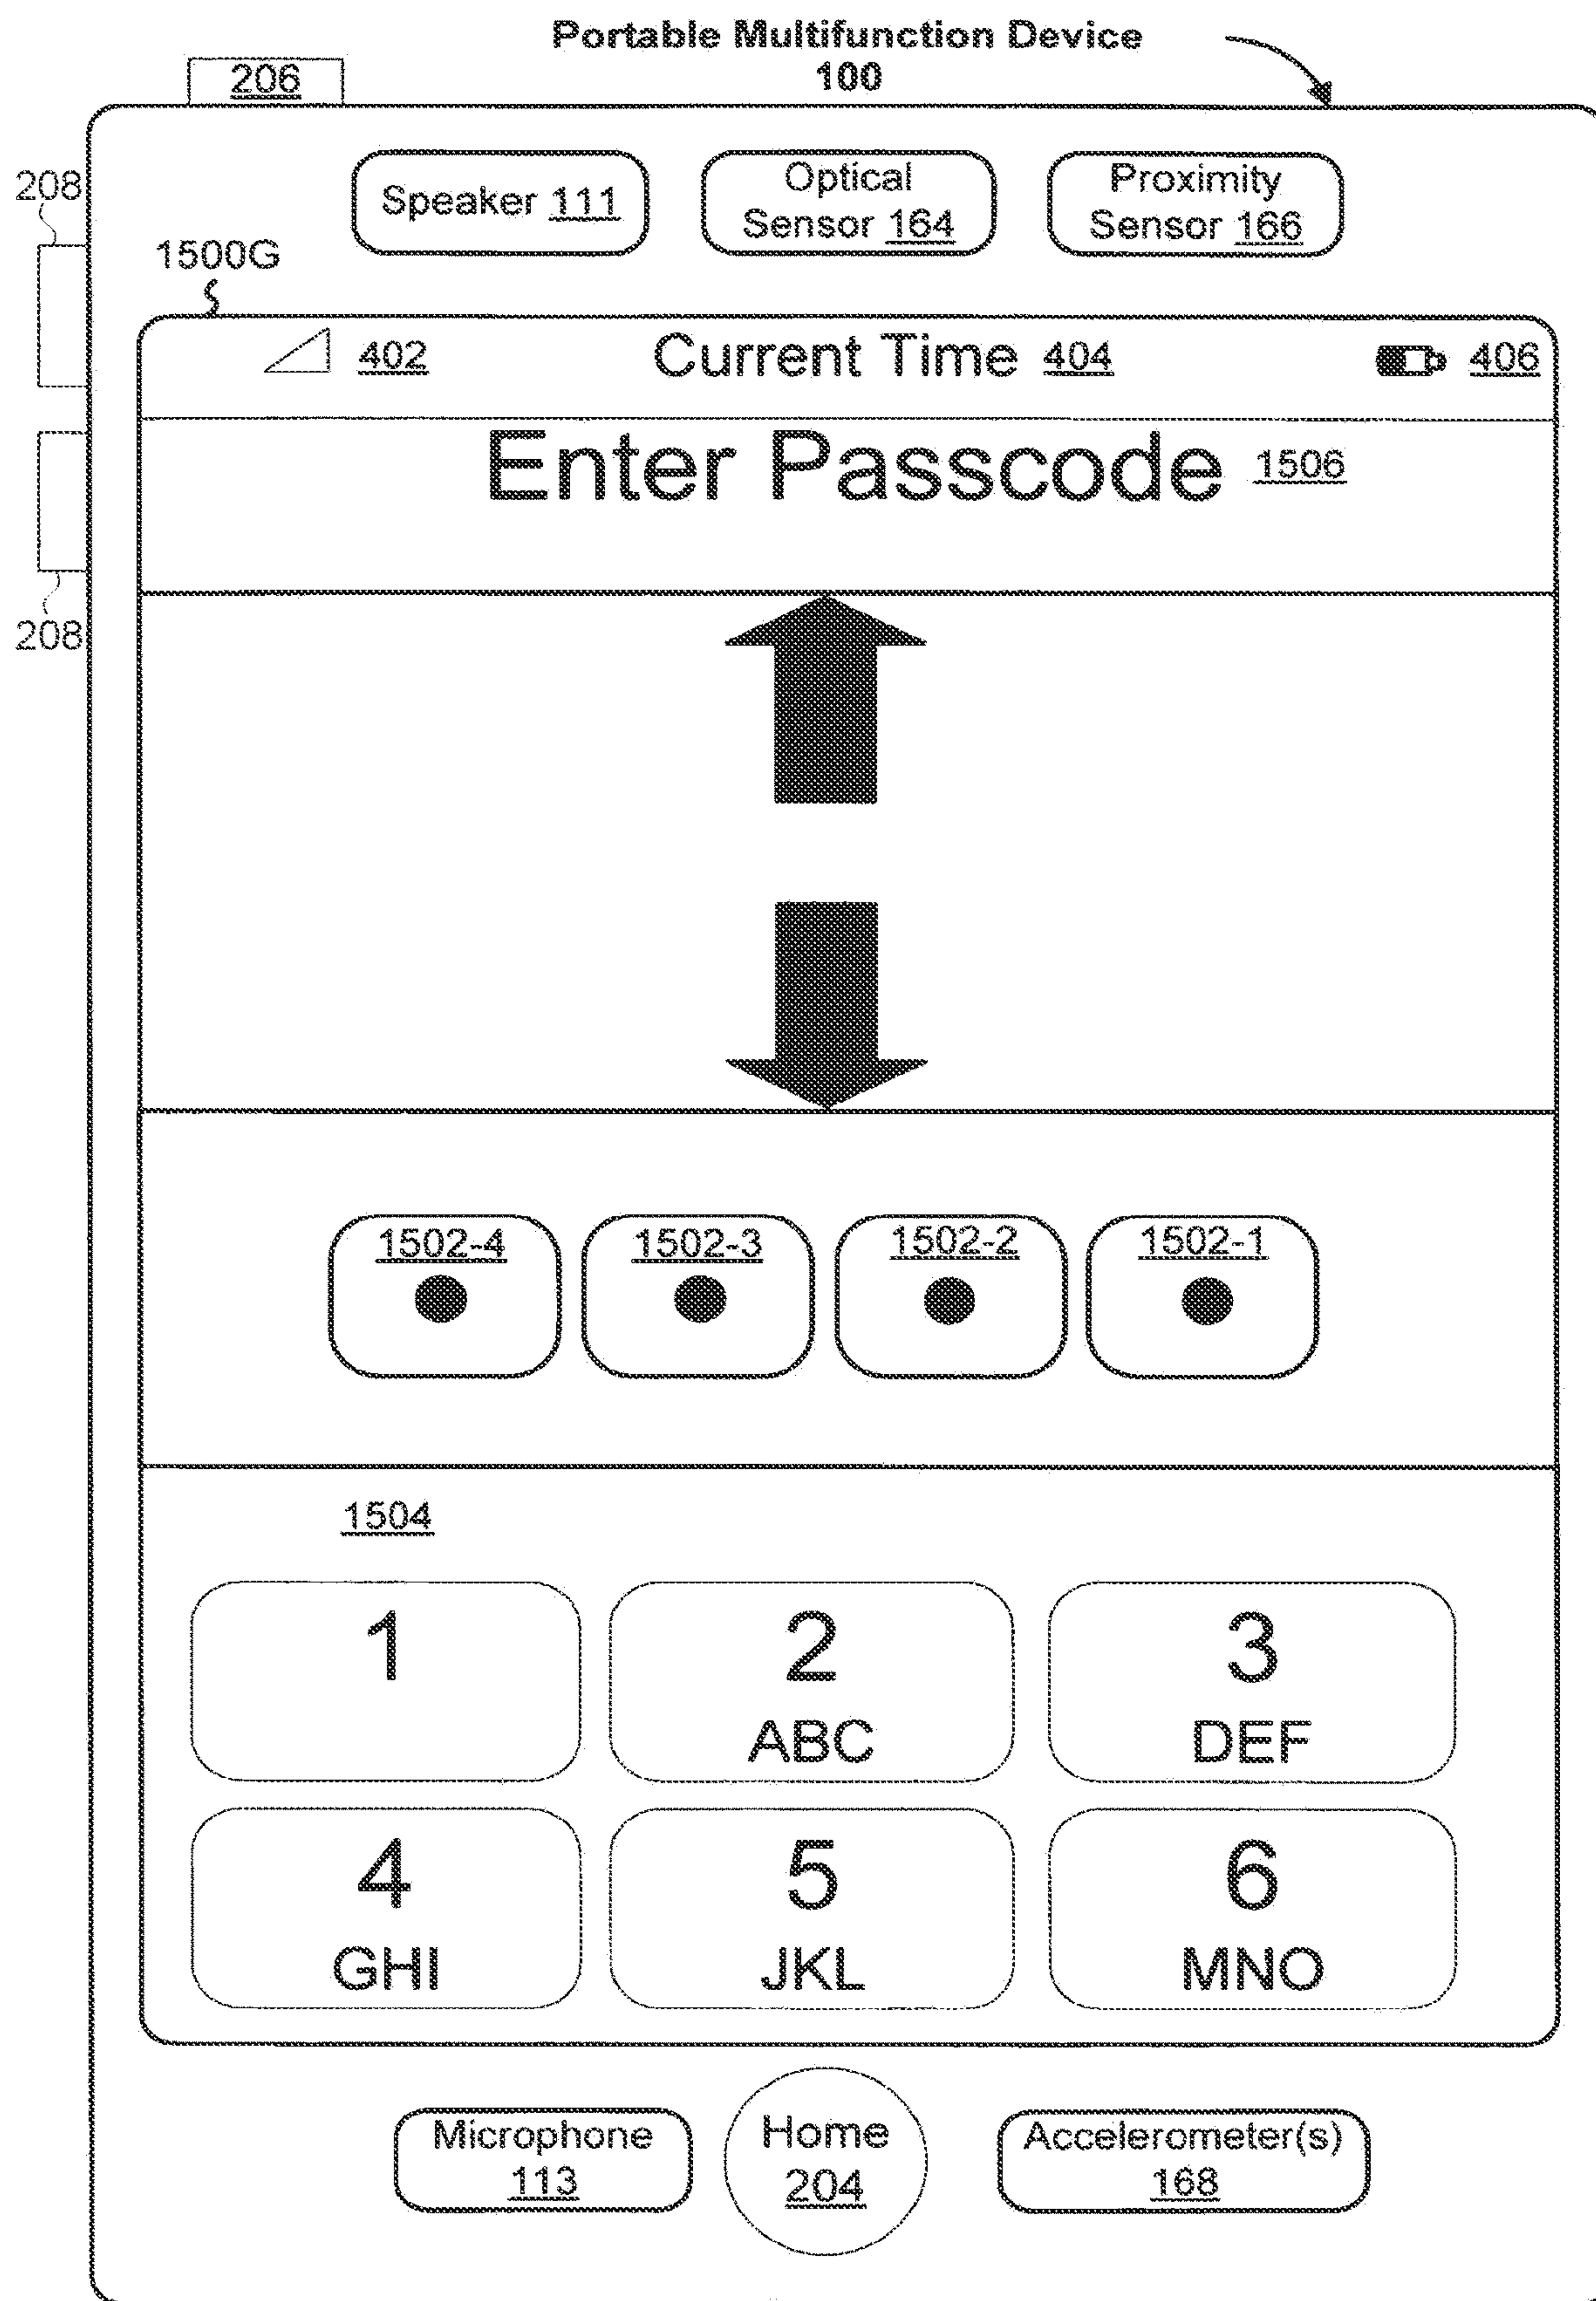 Portable Multifunction Device
100
206
208
Speaker 111
Optical
Sensor 164
Proximity
Sensor 166
1500G
402
Current Time 404
406
Enter Passcode 1506
208
1502-4
1502-3
1502-2
1502-1
1504
1
2
ABC
3
DEF
4
GHI
5
JKL
6
MNO
Microphone
113
Home
204
Accelerometer(s)
168